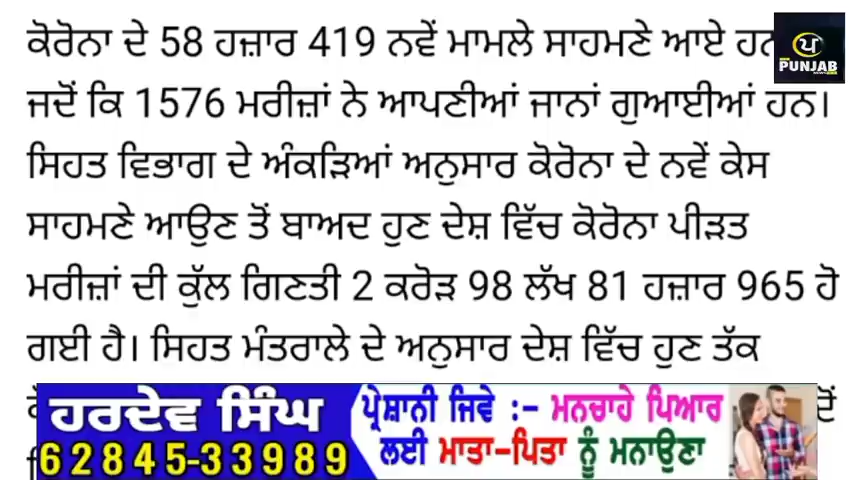 ਕੋਰੋਨਾ ਦੇ 58 ਹਜ਼ਾਰ 419 ਨਵੇਂ ਮਾਮਲੇ ਸਾਹਮਣੇ ਆਏ ਹਨ
ਪ
PUNJAB
ਜਦੋਂ ਕਿ 1576 ਮਰੀਜ਼ਾਂ ਨੇ ਆਪਣੀਆਂ ਜਾਨਾਂ ਗੁਆਈਆਂ ਹਨ।
ਸਿਹਤ ਵਿਭਾਗ ਦੇ ਅੰਕੜਿਆਂ ਅਨੁਸਾਰ ਕੋਰੋਨਾ ਦੇ ਨਵੇਂ ਕੇਸ
ਸਾਹਮਣੇ ਆਉਣ ਤੋਂ ਬਾਅਦ ਹੁਣ ਦੇਸ਼ ਵਿੱਚ ਕੋਰੋਨਾ ਪੀੜਤ
ਮਰੀਜ਼ਾਂ ਦੀ ਕੁੱਲ ਗਿਣਤੀ 2 ਕਰੋੜ 98 ਲੱਖ 81 ਹਜ਼ਾਰ 965 ਹੋ
ਗਈ ਹੈ। ਸਿਹਤ ਮੰਤਰਾਲੇ ਦੇ ਅਨੁਸਾਰ ਦੇਸ਼ ਵਿੱਚ ਹੁਣ ਤੱਕ
ਹਰਦੇਵ ਸਿੰਘ
62845-33989
ਪ੍ਰੇਸ਼ਾਨੀ ਜਿਵੇ :- ਮਨਚਾਹੇ ਪਿਆਰ
ਲਈ ਮਾਤਾ-ਪਿਤਾ ਨੂੰ ਮਨਾਉਣਾ